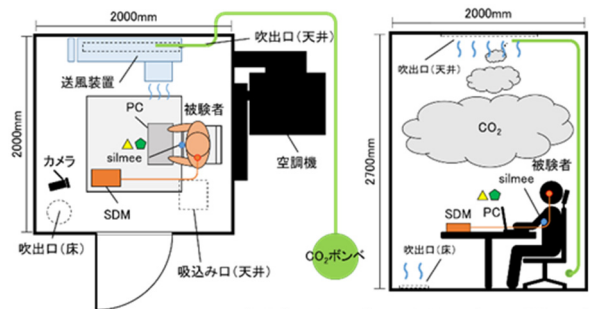 2000mm
吹出口(天井)
送風装置
2000mm
PC
被験者
silmee
カメラ
SDM
空調機
吹出口(床)
吸込み口(天井)
CO₂ボンベ
2000mm
吹出口(天井)
2700mm
CO₂
被験者
silmee
SDM
PC
吹出口(床)